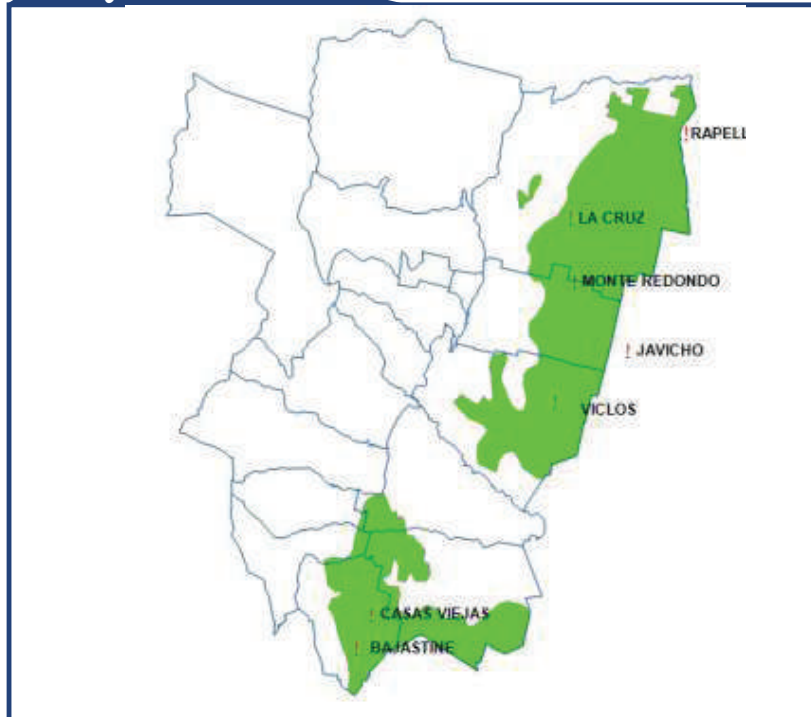 RAPELL
LA CRUZ
MONTE REDONDO
JAVICHO
VICLOS
CASAS VIEJAS
BAJASTINE